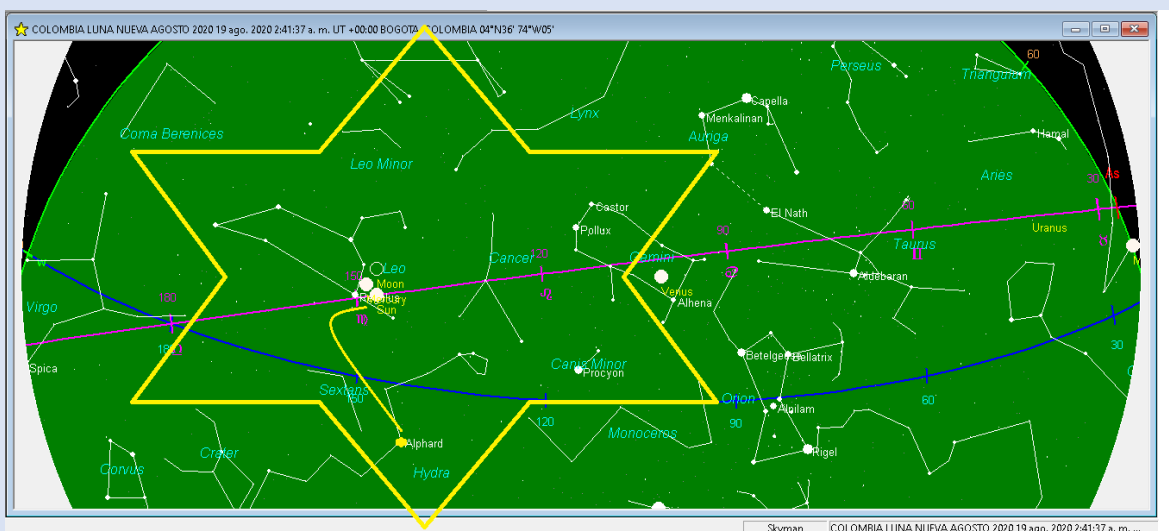 COLOMBIA LUNA NUEVA AGOSTO 2020 19 ago. 2020 2:41:37 a. m. UT +00:00 BOGOTA COLOMBIA 04°N36' 74°W05'
60
Perseus
Triangulum
Capella
Lynx
Menkalinan
Coma Berenices
Auriga
Hamal
Leo Minor
Aries
30
As
Castor
El Nath
60
Uranus
Pollux
90
Taurus
Cancer
Gemini
120
Leo
Aldebaran
150
Moon
Venus
Alhena
Sun
Virgo
180
180
30
Betelgeuse
Bellatrix
Spica
Canis Minor
Procyon
Sextans
150
Orion
60
Alnilam
120
90
Monoceros
Alphard
Rigel
Crater
Corvus
Hydra
Skyman
COLOMBIA LUNA NUEVA AGOSTO 2020 19 ago. 2020 2:41:37 a. m. ...